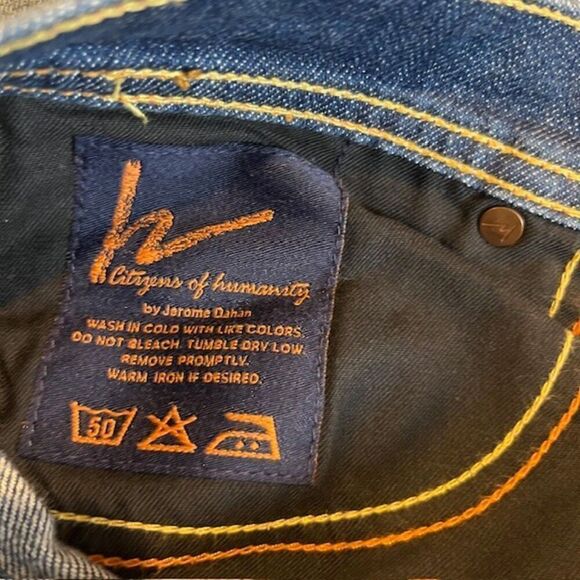 h
Citizens of humanity
by Jerome Dahan
WASH IN COLD WITH LIKE COLORS.
DO NOT BLEACH. TUMBLE DRY LOW.
REMOVE PROMPTLY.
WARM IRON IF DESIRED.
50